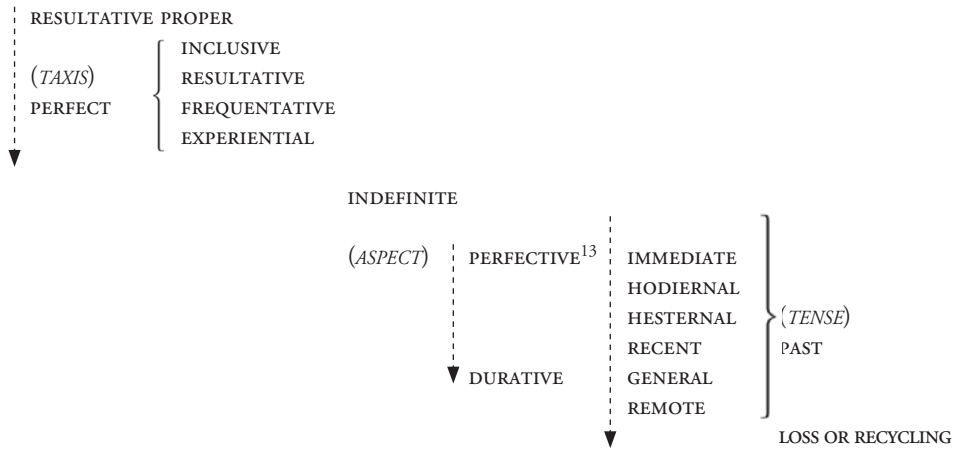 RESULTATIVE PROPER
INCLUSIVE
(TAXIS) RESULTATIVE
PERFECT FREQUENTATIVE
EXPERIENTIAL
INDEFINITE
(ASPECT) PERFECTIVE13 IMMEDIATE
HODIERNAL
HESTERNAL (TENSE)
RECENT PAST
DURATIVE GENERAL
REMOTE
LOSS OR RECYCLING